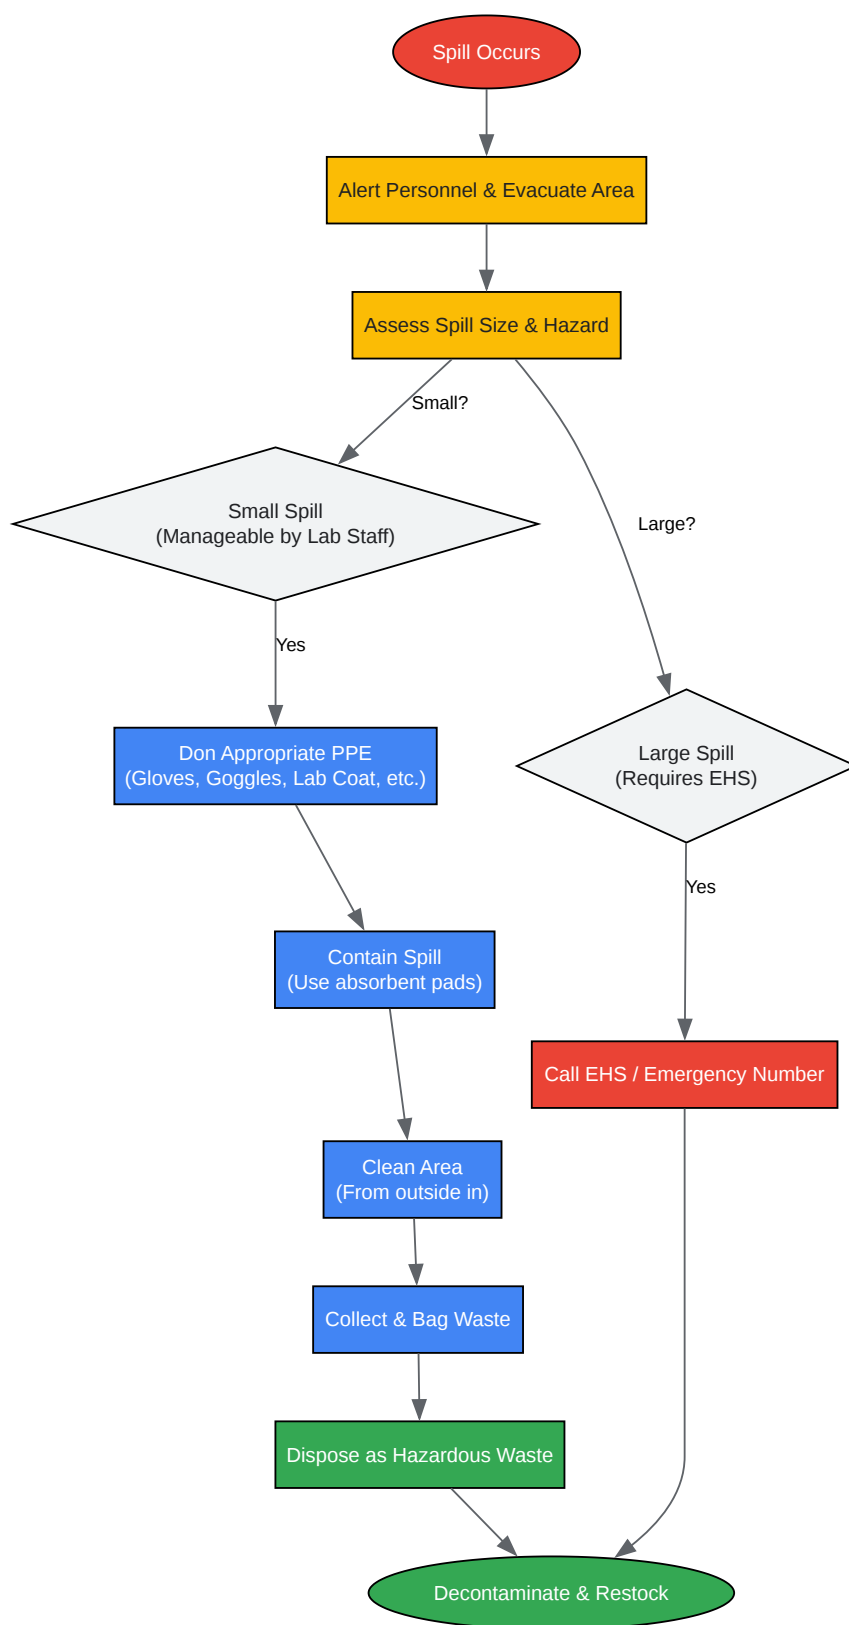 Spill Occurs
Alert Personnel & Evacuate Area
Assess Spill Size & Hazard
Small?
Small Spill
(Manageable by Lab Staff)
Large?
Yes
Don Appropriate PPE
(Gloves, Goggles, Lab Coat, etc.)
Large Spill
(Requires EHS)
Yes
Contain Spill
(Use absorbent pads)
Call EHS / Emergency Number
Clean Area
(From outside in)
Collect & Bag Waste
Dispose as Hazardous Waste
Decontaminate & Restock